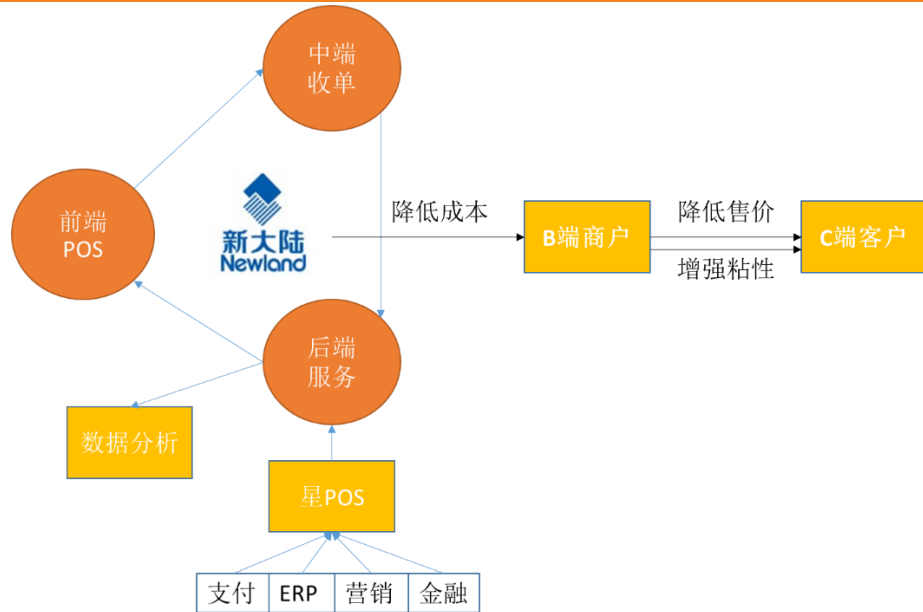 中端
收单
前端
POS
新大陆
Newland
降低成本
B端商户
降低售价
增强粘性
C端客户
后端
服务
数据分析
星POS
支付 ERP 营销 金融